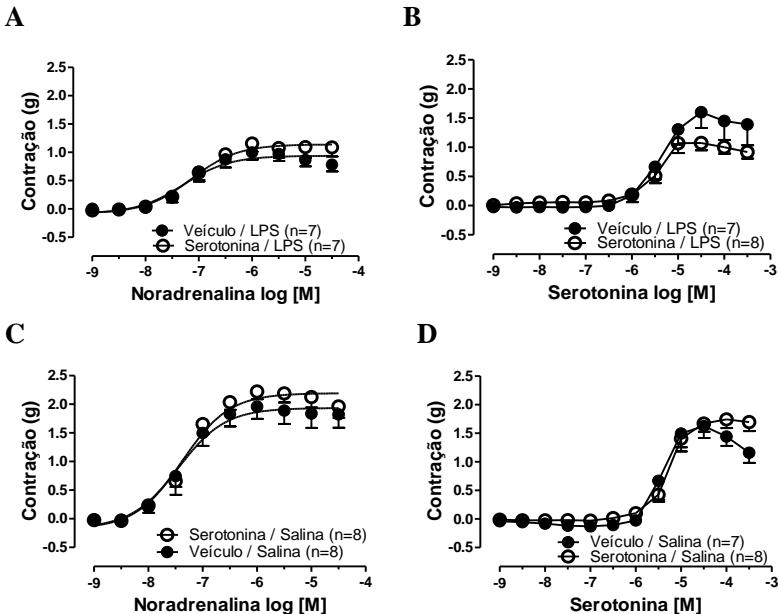 A
2.5
2.0
1.5
1.0
0.5
0.0
-0.5
Contração (g)
Veículo / LPS (n=7)
Serotonina / LPS (n=7)
-9 -8 -7 -6 -5 -4
Noradrenalina log [M]
B
2.5
2.0
1.5
1.0
0.5
0.0
-0.5
Contração (g)
Veículo / LPS (n=7)
Serotonina / LPS (n=8)
-9 -8 -7 -6 -5 -4 -3
Serotonina log [M]
C
2.5
2.0
1.5
1.0
0.5
0.0
-0.5
Contração (g)
Serotonina / Salina (n=8)
Veículo / Salina (n=8)
-9 -8 -7 -6 -5 -4
Noradrenalina log [M]
D
2.5
2.0
1.5
1.0
0.5
0.0
-0.5
Contração (g)
Veículo / Salina (n=7)
Serotonina / Salina (n=8)
-9 -8 -7 -6 -5 -4 -3
Serotonina log [M]